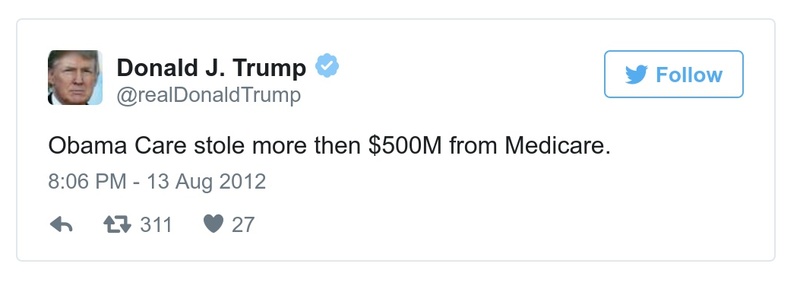 Donald J. Trump
@realDonaldTrump
Follow
Obama Care stole more then $500M from Medicare.
8:06 PM - 13 Aug 2012
311 27